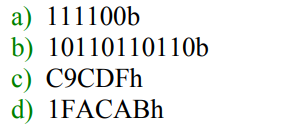 a) 111100b
b) 10110110110b
c) C9CDFh
d) 1FACABh